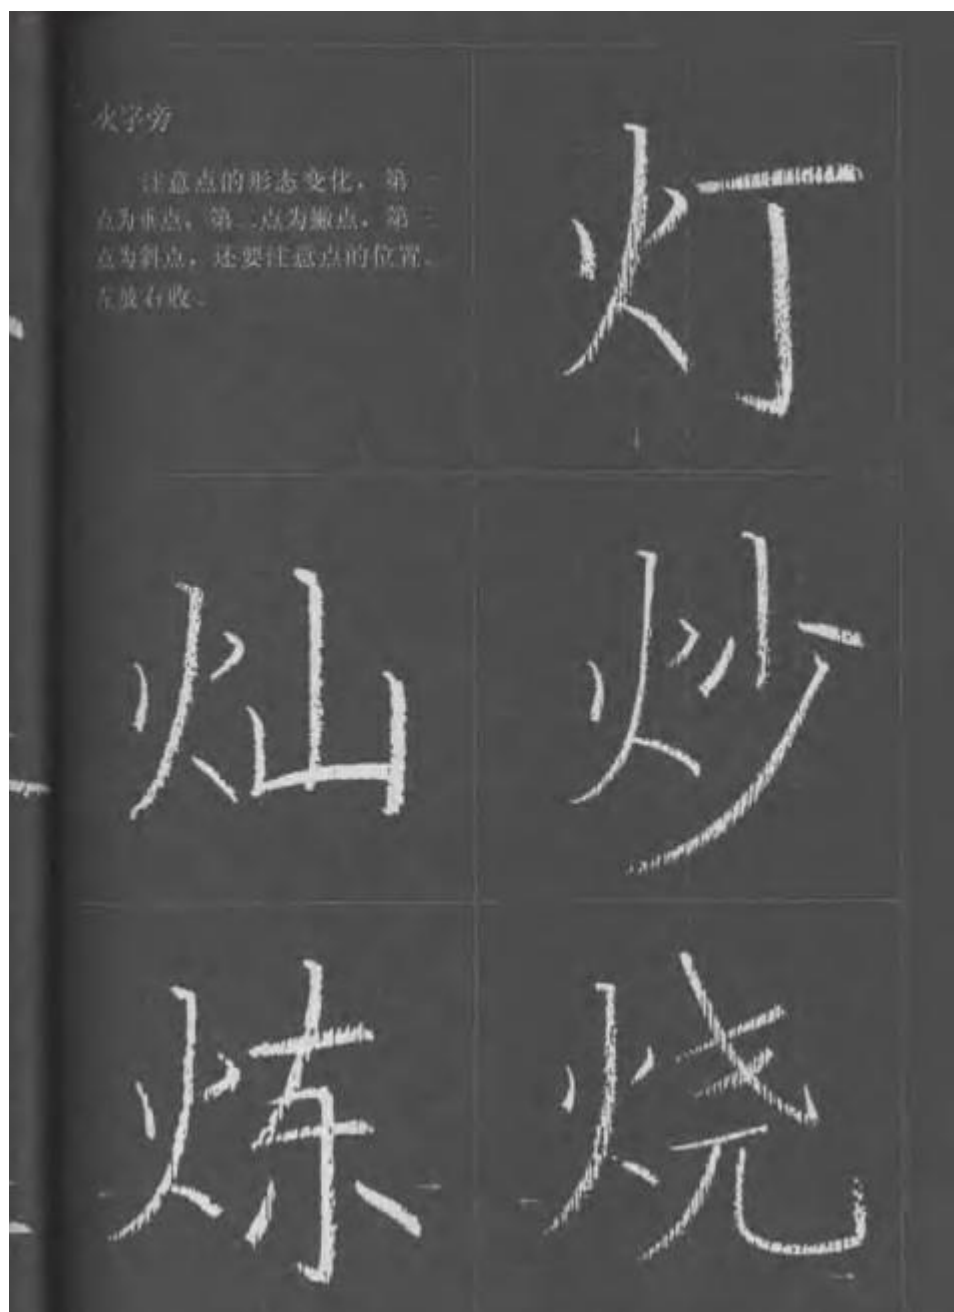 火字旁
注意点的形态变化，第一
点为垂点，第二点为撇点，第三
点为斜点，还要注意点的位置，
左放右收。
灯
灿 炒
炼 烧